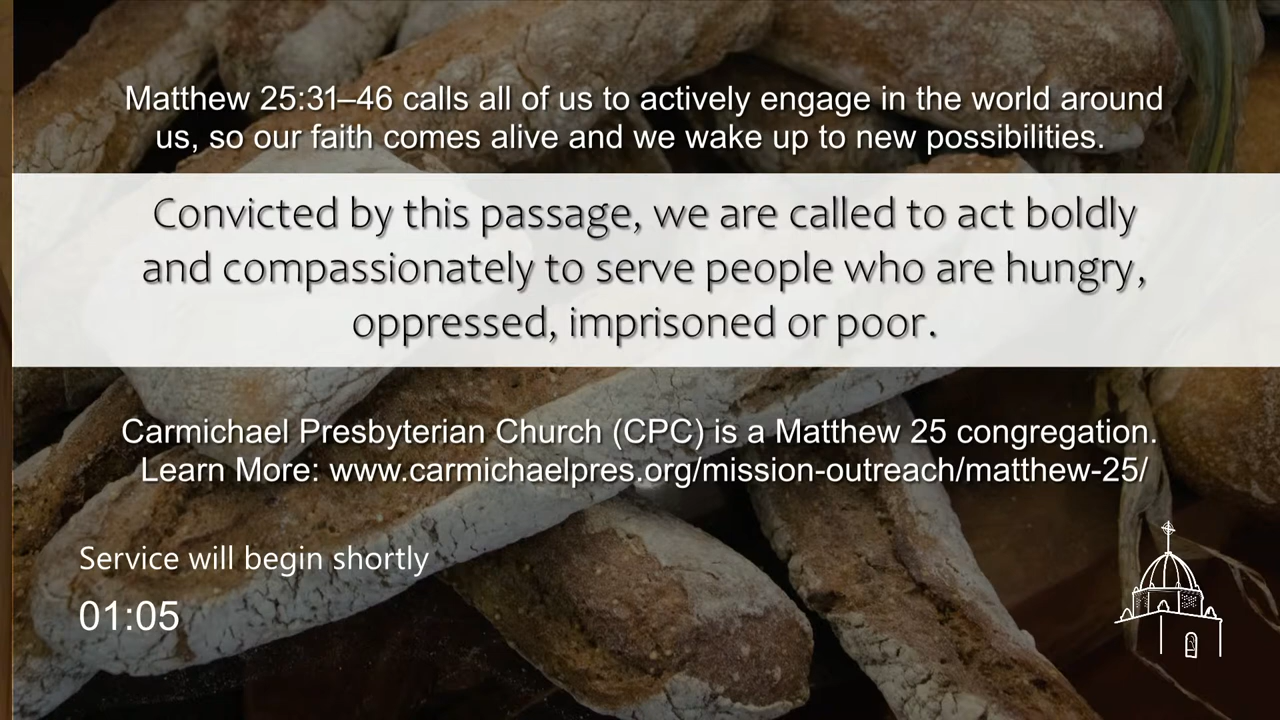 Matthew 25:31–46 calls all of us to actively engage in the world around
us, so our faith comes alive and we wake up to new possibilities.
Convicted by this passage, we are called to act boldly
and compassionately to serve people who are hungry,
oppressed, imprisoned or poor.
Carmichael Presbyterian Church (CPC) is a Matthew 25 congregation.
Learn More: www.carmichaelpres.org/mission-outreach/matthew-25/
Service will begin shortly
01:05